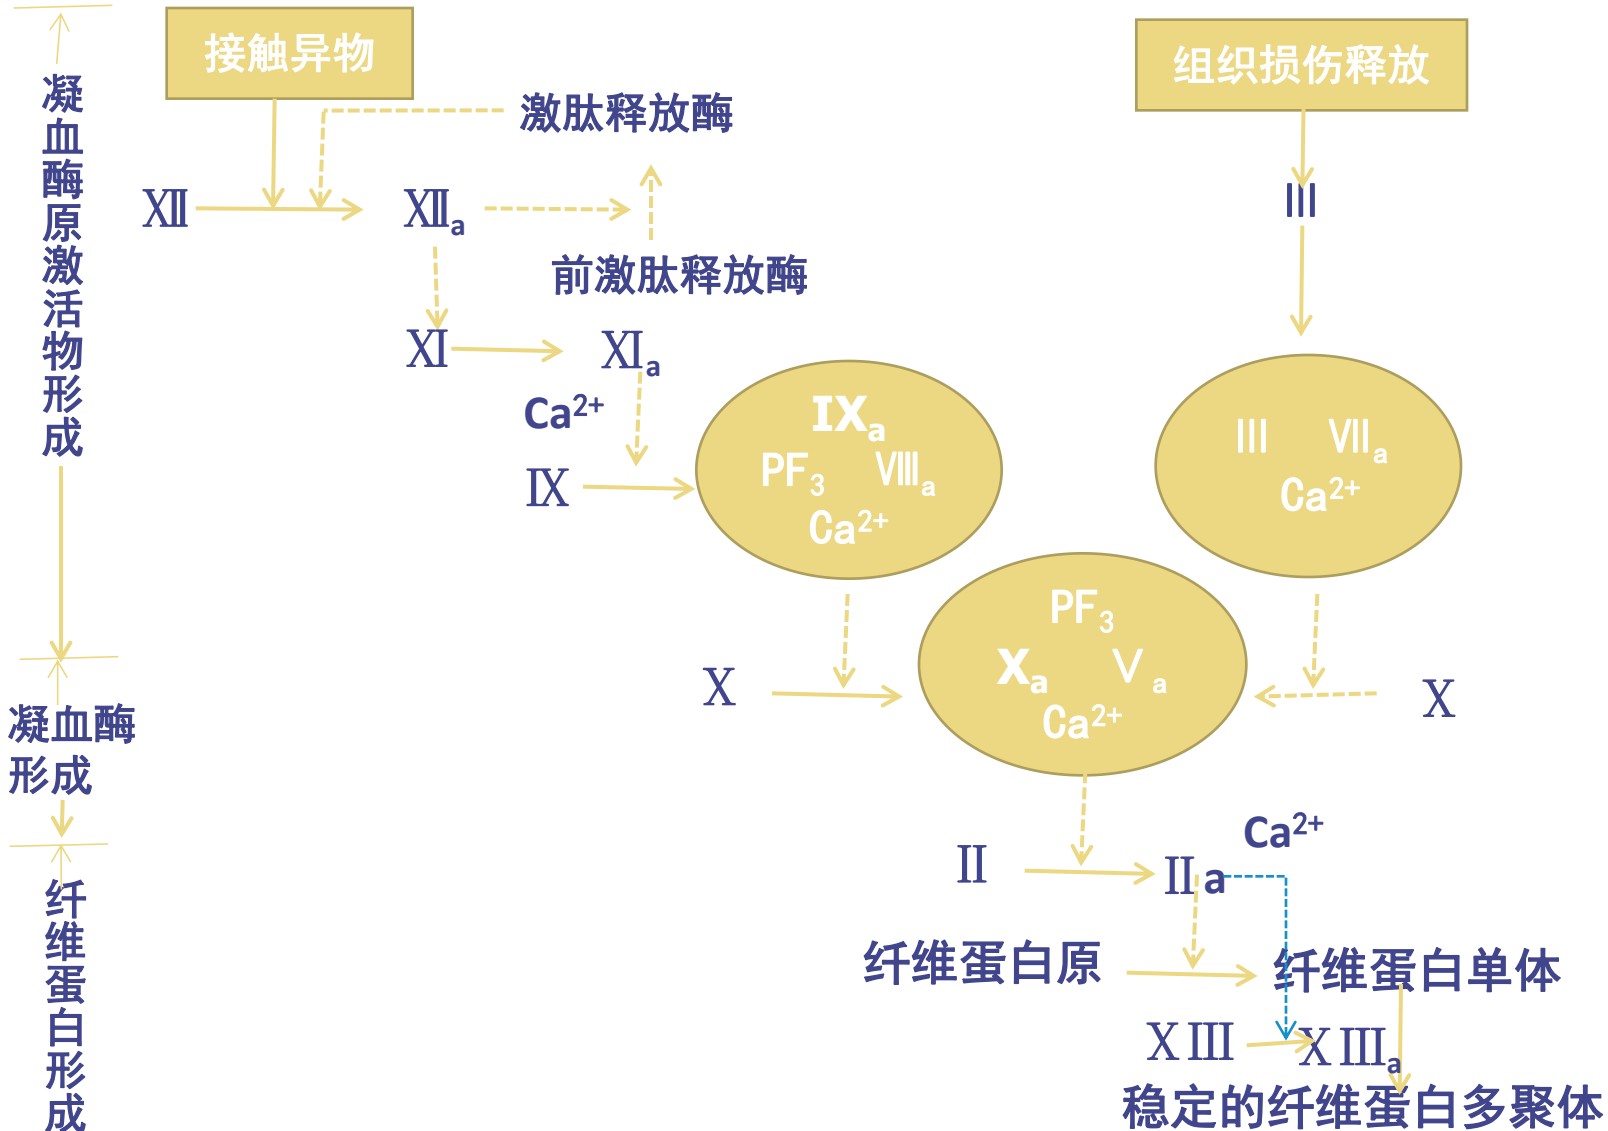 接触异物
组织损伤释放
凝血酶原激活物形成
激肽释放酶
Ⅻ
Ⅻa
Ⅲ
前激肽释放酶
Ⅺ
Ⅺa
Ca2+
Ⅸ
Ⅸa
PF3 Ⅷa
Ca2+
Ⅲ Ⅶa
Ca2+
PF3
Ⅹa Ⅴa
Ca2+
Ⅹ
Ⅹ
凝血酶
形成
Ca2+
Ⅱ
Ⅱa
纤维蛋白形成
纤维蛋白原
纤维蛋白单体
ⅩⅢ
ⅩⅢa
稳定的纤维蛋白多聚体